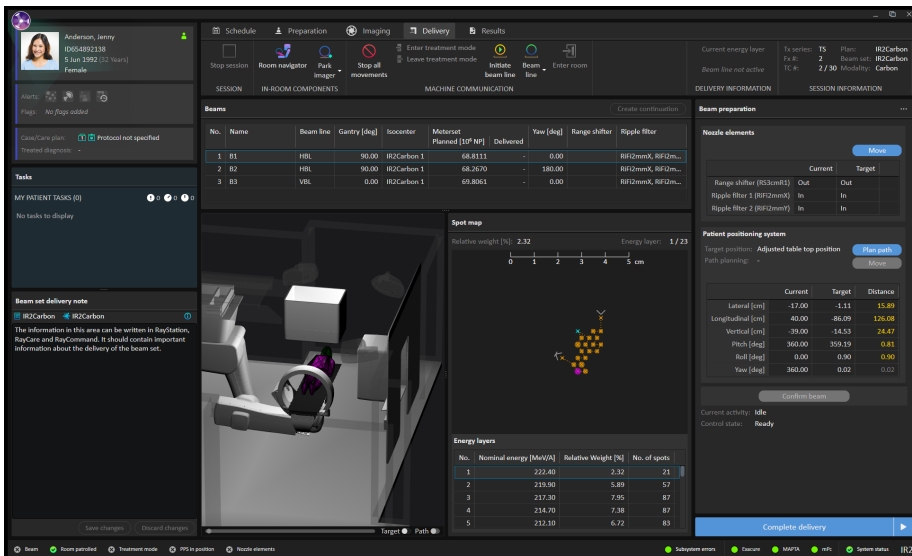 Anderson, Jenny
ID654892138
5 Jun 1992 (32 Years)
Female
Alerts:
Flags: No flags added
Case/Care plan: Protocol not specified
Treated diagnosis: -
Tasks
MY PATIENT TASKS (0) 0 0 0
No tasks to display
Beam set delivery note
IR2Carbon IR2Carbon
The information in this area can be written in RayStation,
RayCare and RayCommand. It should contain important
information about the delivery of the beam set.
Save changes Discard changes
Schedule Preparation Imaging Delivery Results
Stop session
SESSION
Room navigator
Park
imager
IN-ROOM COMPONENTS
Stop all
movements
Enter treatment mode
Leave treatment mode
Initiate
beam line
Beam
line
Enter room
MACHINE COMMUNICATION
Current energy layer
Beam line not active
DELIVERY INFORMATION
Tx series: TS Plan: IR2Carbon
Fx #: 2 Beam set: IR2Carbon
TC #: 2 / 30 Modality: Carbon
SESSION INFORMATION
Beams Create continuation
No. Name Beam line Gantry [deg] Isocenter Meterset Yaw [deg] Range shifter Ripple filter
Planned [10⁶ NP] Delivered
1 B1 HBL 90.00 IR2Carbon 1 68.8111 - 0.00 RiFi2mmX, RiFi2m...
2 B2 HBL 90.00 IR2Carbon 1 68.2670 - 180.00 RiFi2mmX, RiFi2m...
3 B3 VBL 0.00 IR2Carbon 1 69.8061 - 0.00 RiFi2mmX, RiFi2m...
Target Path
Spot map
Relative weight [%]: 2.32 Energy layer: 1 / 23
0 1 2 3 4 5 cm
Energy layers
No. Nominal energy [MeV/A] Relative Weight [%] No. of spots
1 222.40 2.32 21
2 219.90 5.89 57
3 217.30 7.95 87
4 214.70 7.38 87
5 212.10 6.72 83
Beam preparation ...
Nozzle elements
Move
Current Target
Range shifter (RS3cmR1) Out Out
Ripple filter 1 (RiFi2mmX) In In
Ripple filter 2 (RiFi2mmY) In In
Patient positioning system
Target position: Adjusted table top position Plan path
Path planning: - Move
Current Target Distance
Lateral [cm] -17.00 -1.11 15.89
Longitudinal [cm] 40.00 -86.09 126.08
Vertical [cm] -39.00 -14.53 24.47
Pitch [deg] 360.00 359.19 0.81
Roll [deg] 0.00 0.90 0.90
Yaw [deg] 360.00 0.02 0.02
Confirm beam
Current activity: Idle
Control state: Ready
Complete delivery
Beam Room patrolled Treatment mode PPS in position Nozzle elements Subsystem errors Exacure MAPTA mPc System status IR2